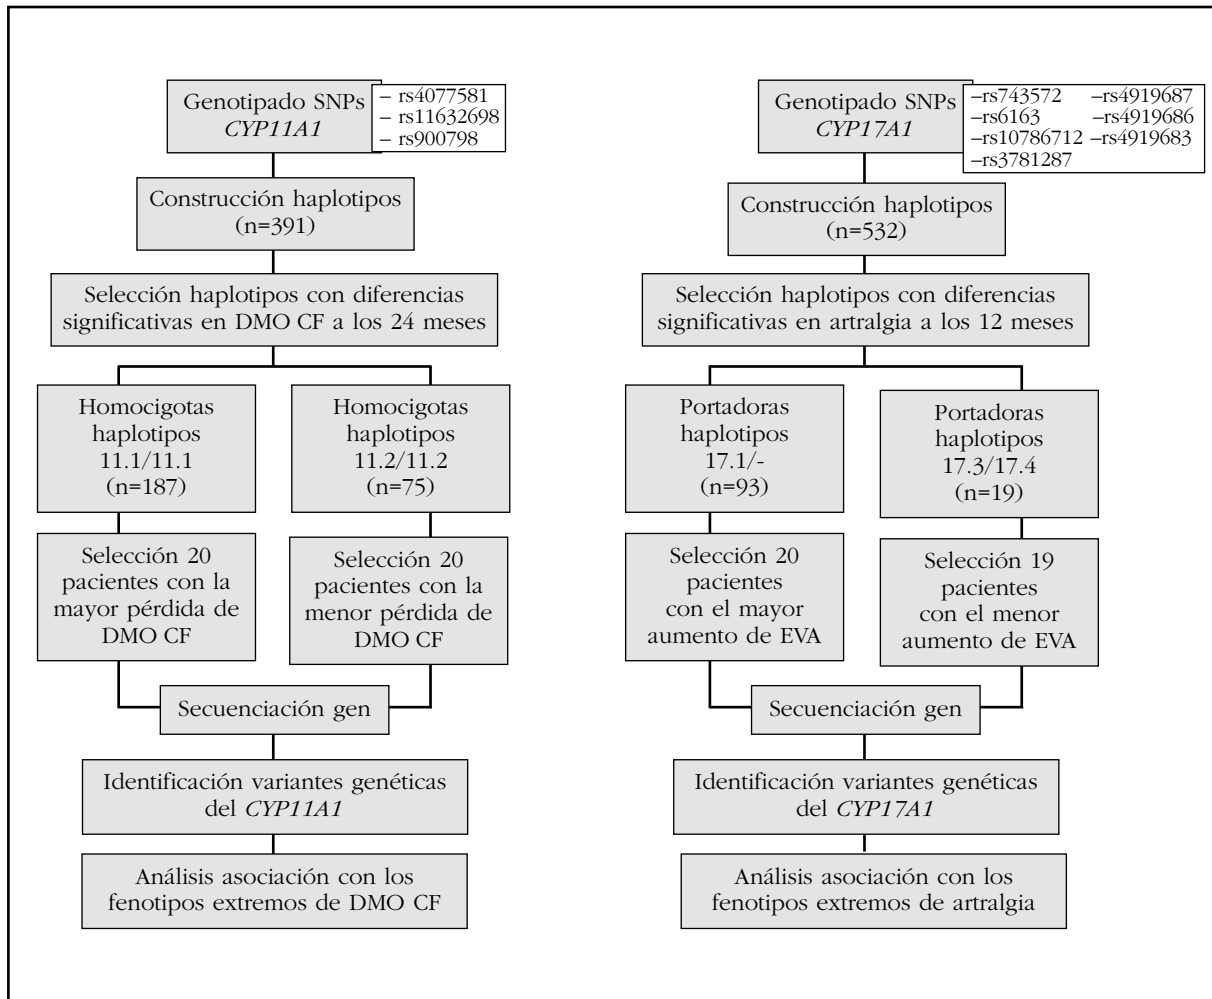 Genotipado SNPs
CYP11A1
– rs4077581
– rs11632698
– rs900798
Construcción haplotipos
(n=391)
Selección haplotipos con diferencias
significativas en DMO CF a los 24 meses
Homocigotas
haplotipos
11.1/11.1
(n=187)
Homocigotas
haplotipos
11.2/11.2
(n=75)
Selección 20
pacientes con la
mayor pérdida de
DMO CF
Selección 20
pacientes con la
menor pérdida de
DMO CF
Secuenciación gen
Identificación variantes genéticas
del CYP11A1
Análisis asociación con los
fenotipos extremos de DMO CF
Genotipado SNPs
CYP17A1
–rs743572 –rs4919687
–rs6163 –rs4919686
–rs10786712 –rs4919683
–rs3781287
Construcción haplotipos
(n=532)
Selección haplotipos con diferencias
significativas en artralgia a los 12 meses
Portadoras
haplotipos
17.1/-
(n=93)
Portadoras
haplotipos
17.3/17.4
(n=19)
Selección 20
pacientes
con el mayor
aumento de EVA
Selección 19
pacientes
con el menor
aumento de EVA
Secuenciación gen
Identificación variantes genéticas
del CYP17A1
Análisis asociación con los
fenotipos extremos de artralgia